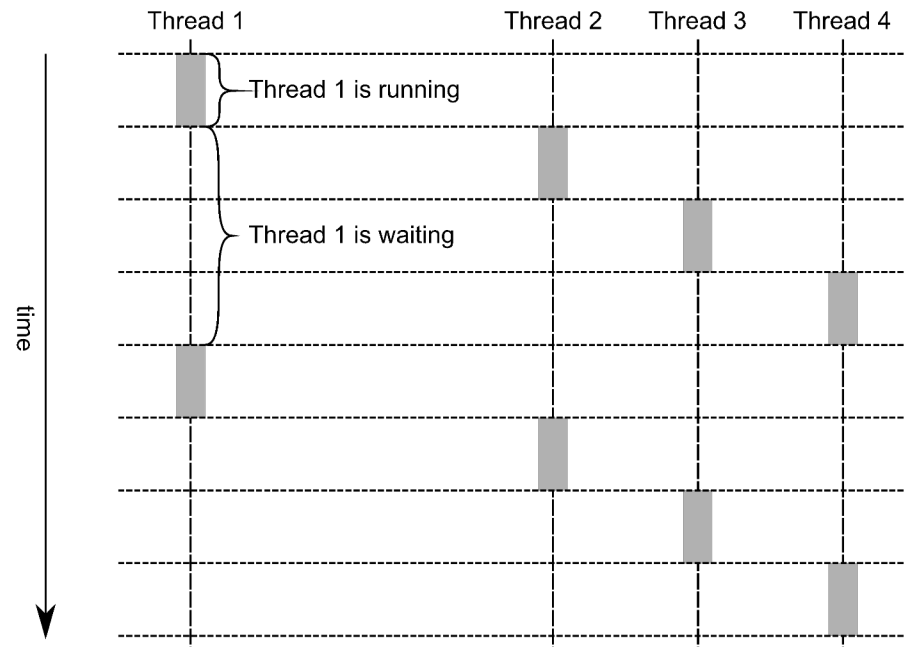 Thread 1
Thread 2
Thread 3
Thread 4
Thread 1 is running
Thread 1 is waiting
time